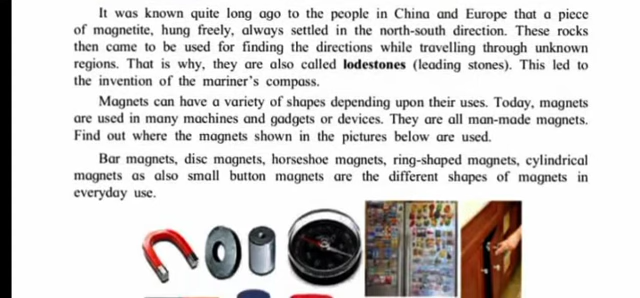 It was known quite long ago to the people in China and Europe that a piece
of magnetite, hung freely, always settled in the north-south direction. These rocks
then came to be used for finding the directions while travelling through unknown
regions. That is why, they are also called lodestones (leading stones). This led to
the invention of the mariner's compass.
Magnets can have a variety of shapes depending upon their uses. Today, magnets
are used in many machines and gadgets or devices. They are all man-made magnets.
Find out where the magnets shown in the pictures below are used.
Bar magnets, disc magnets, horseshoe magnets, ring-shaped magnets, cylindrical
magnets as also small button magnets are the different shapes of magnets in
everyday use.